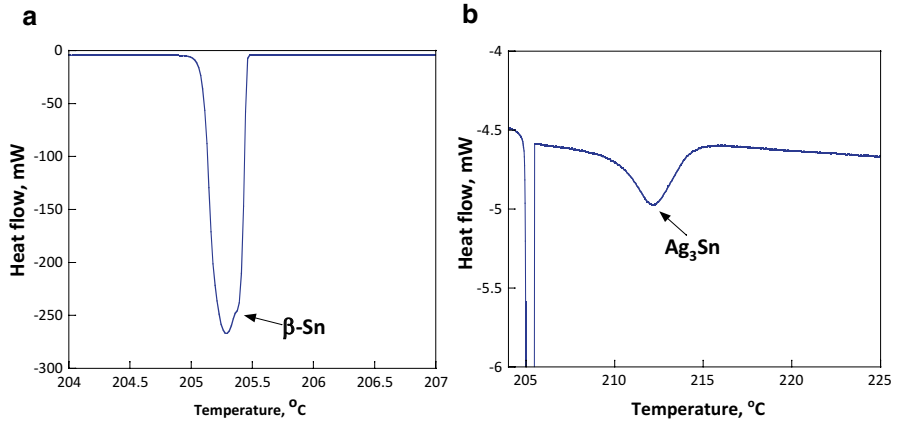 a
0
-50
-100
-150
-200
-250
-300
Heat flow, mW
β-Sn
204 204.5 205 205.5 206 206.5 207
Temperature, °C
b
-4
-4.5
-5
-5.5
-6
Heat flow, mW
Ag₃Sn
205 210 215 220 225
Temperature, °C